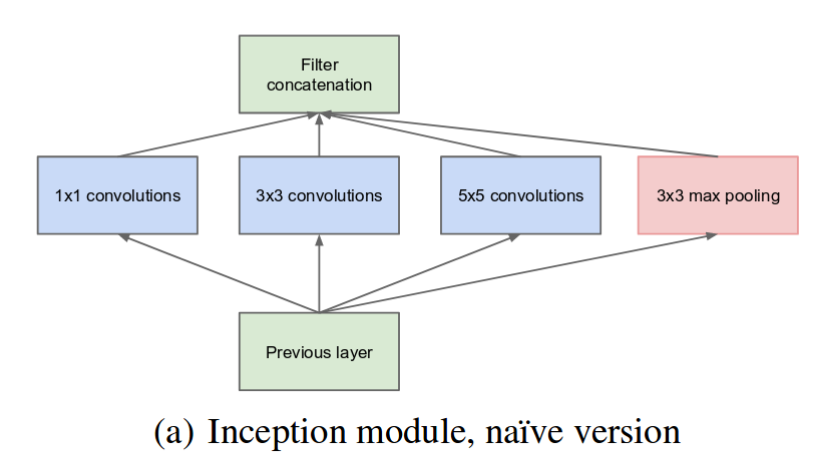 Filter
concatenation
1x1 convolutions
3x3 convolutions
5x5 convolutions
3x3 max pooling
Previous layer
(a) Inception module, naïve version